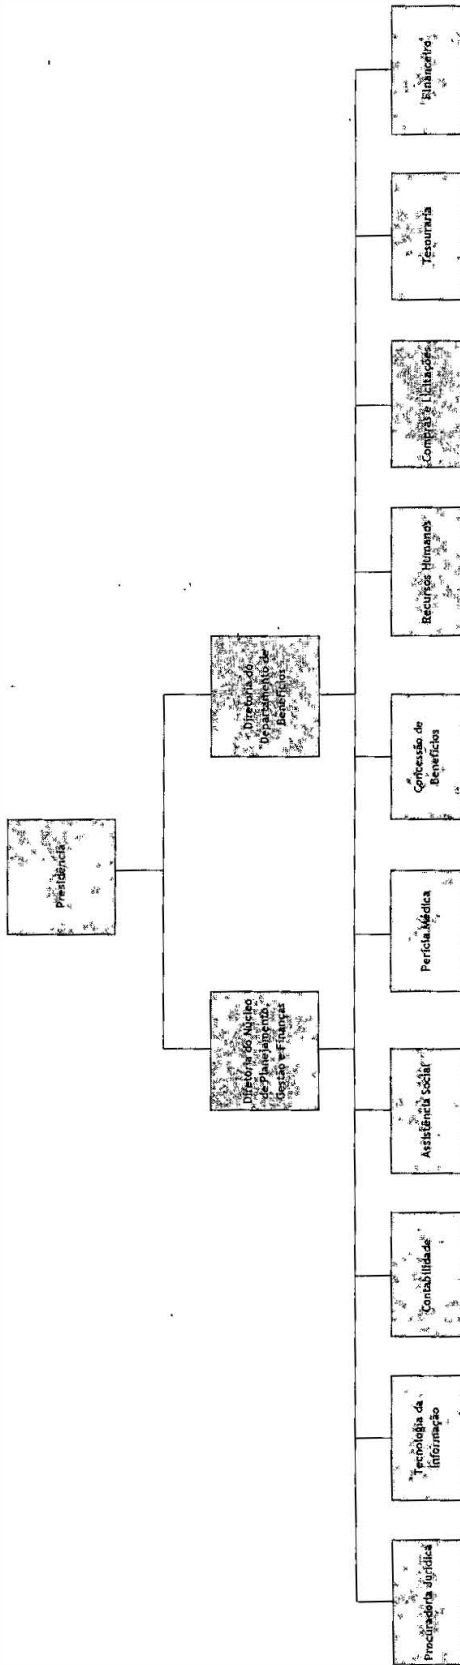 Presidência
Diretoria do Núcleo
de Planejamento,
Gestão e Finanças
Diretoria do
Departamento de
Benefícios
Procuradoria Jurídica
Tecnologia da
Informação
Contabilidade
Assistência Social
Perícia Médica
Concessão de
Benefícios
Recursos Humanos
Compras e Licitações
Tesouraria
Financeiro